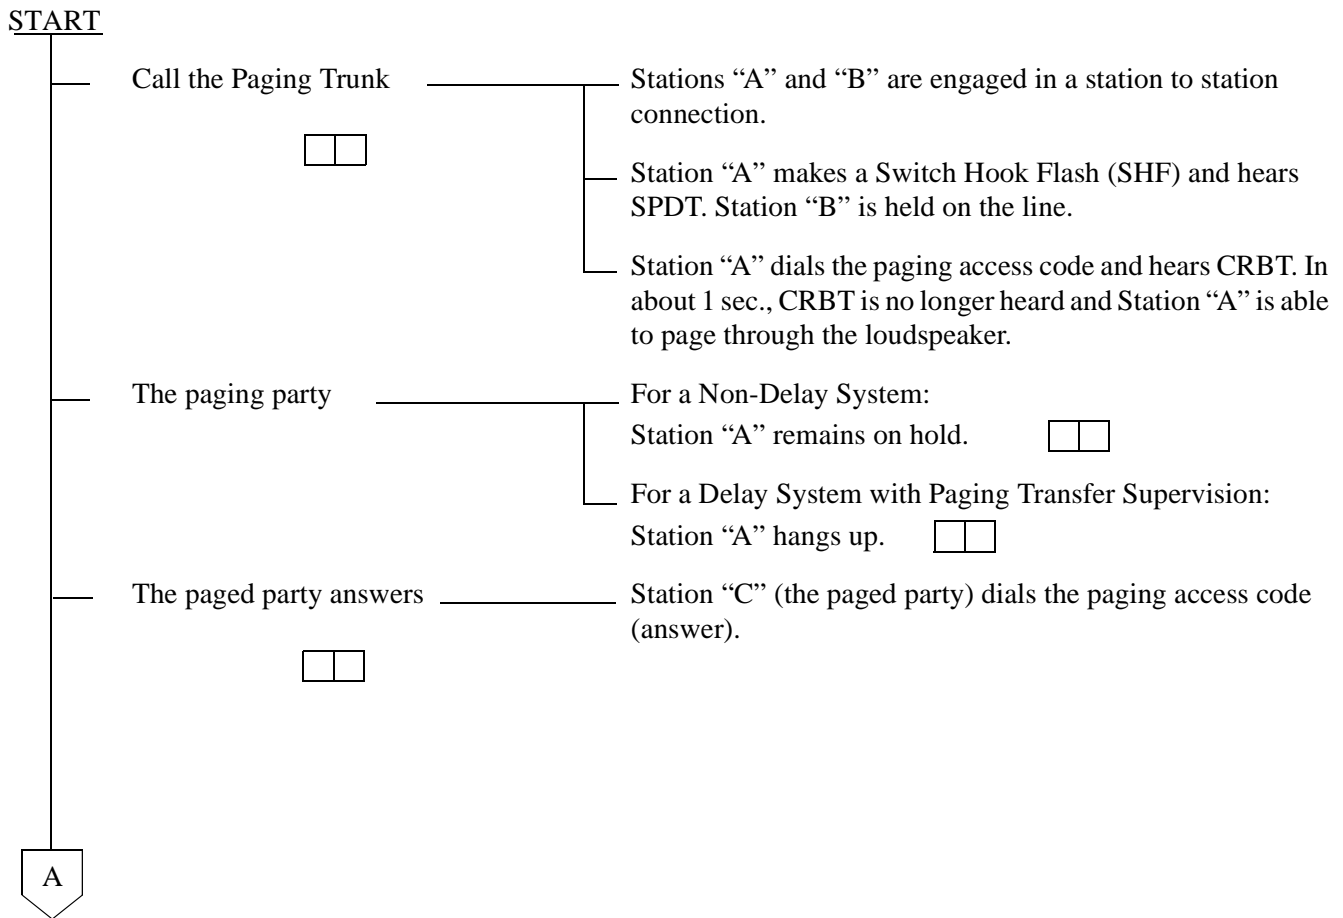 START
Call the Paging Trunk
Stations “A” and “B” are engaged in a station to station
connection.
Station “A” makes a Switch Hook Flash (SHF) and hears
SPDT. Station “B” is held on the line.
Station “A” dials the paging access code and hears CRBT. In
about 1 sec., CRBT is no longer heard and Station “A” is able
to page through the loudspeaker.
The paging party
For a Non-Delay System:
Station “A” remains on hold.
For a Delay System with Paging Transfer Supervision:
Station “A” hangs up.
The paged party answers
Station “C” (the paged party) dials the paging access code
(answer).
A